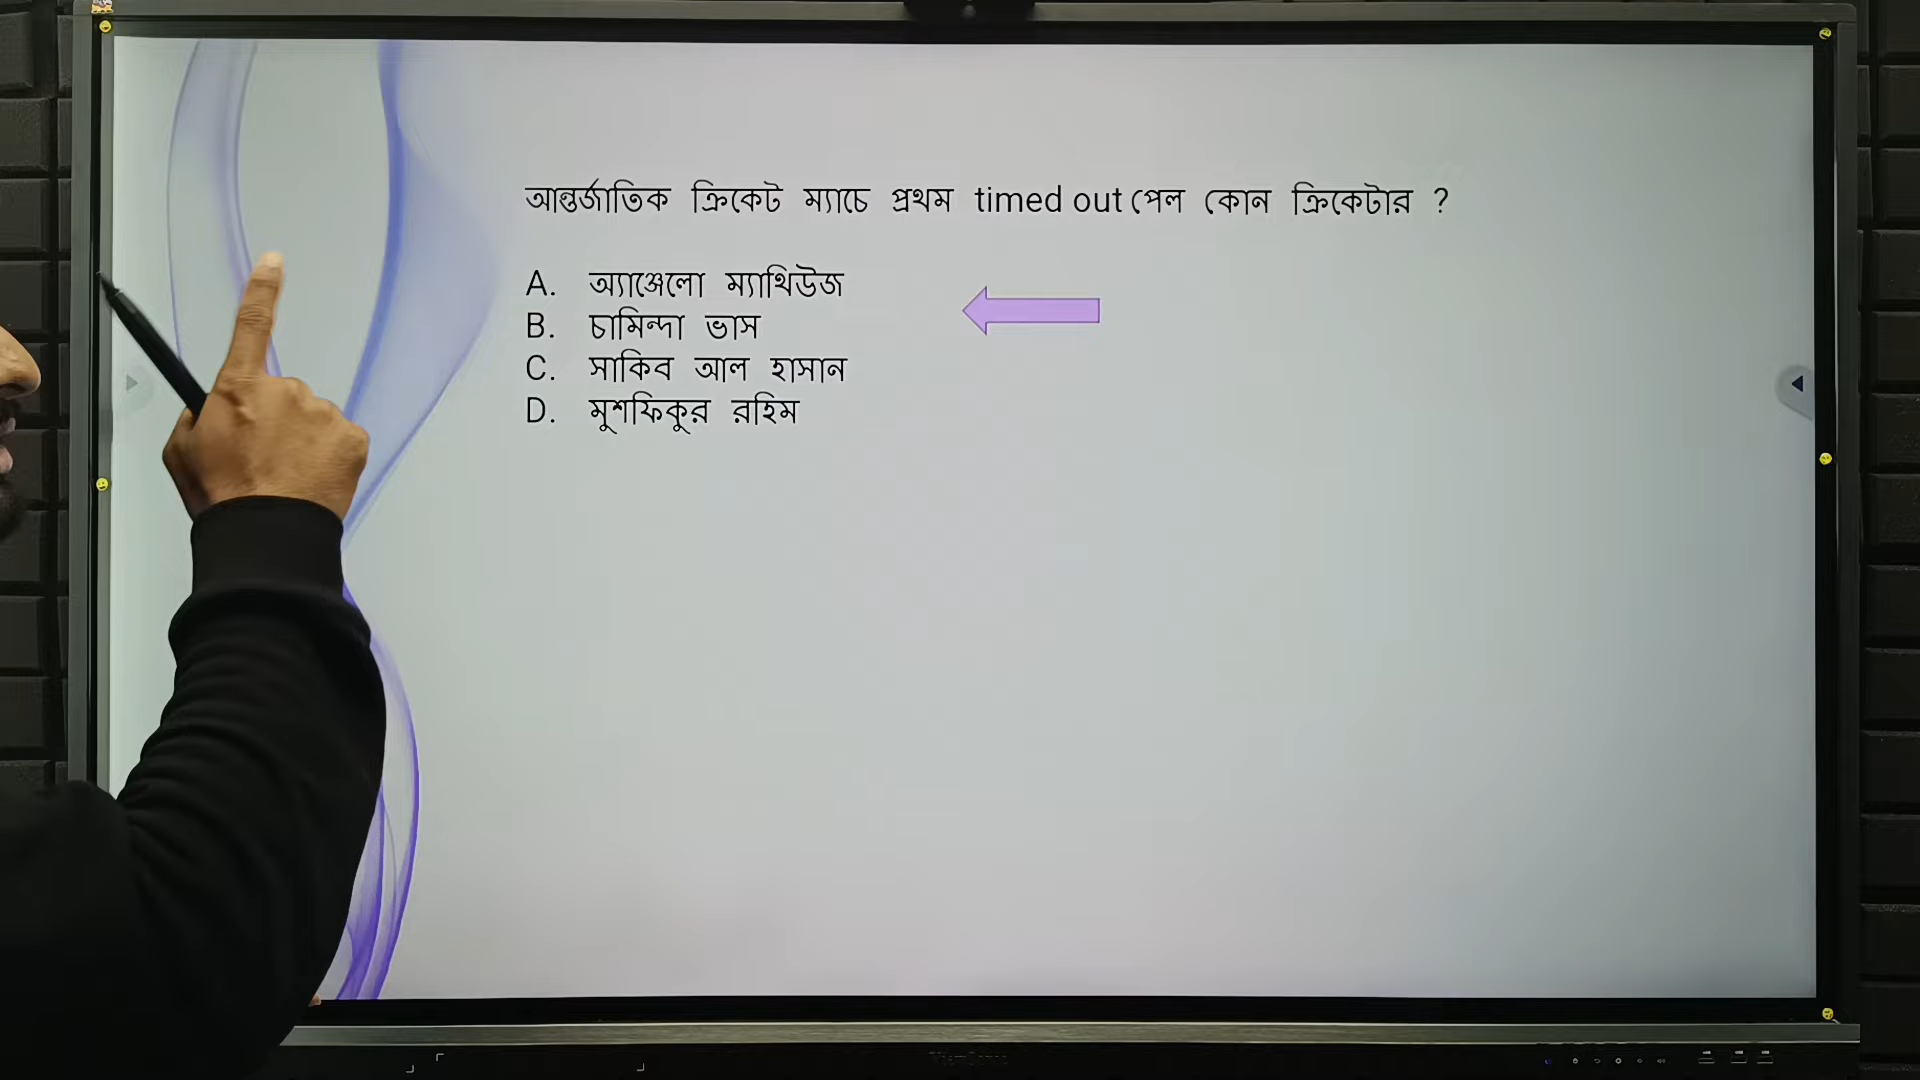 আন্তর্জাতিক ক্রিকেট ম্যাচে প্রথম timed out পেল কোন ক্রিকেটার ?
A. অ্যাঞ্জেলো ম্যাথিউজ
B. চামিন্দা ভাস
C. সাকিব আল হাসান
D. মুশফিকুর রহিম